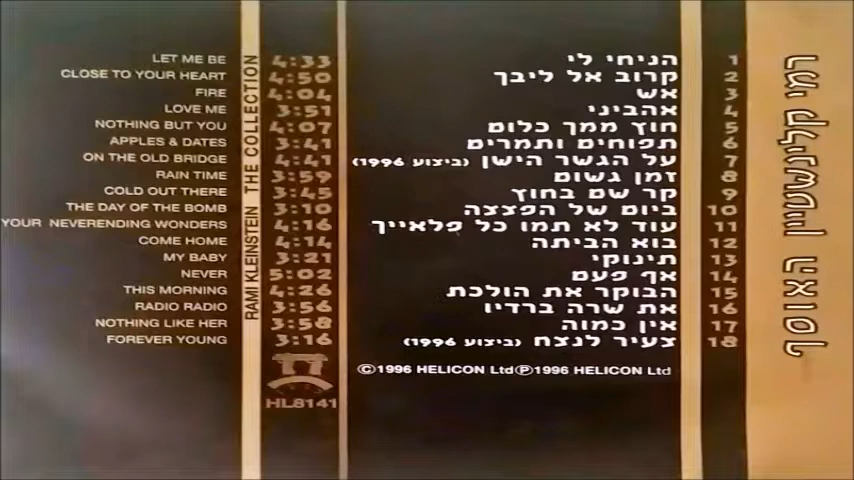 רמי קלינשטיין האוסף
1 הניחי לי 4:33 LET ME BE
2 קרוב אל ליבך 4:50 CLOSE TO YOUR HEART
3 אש 4:04 FIRE
4 אהביני 3:51 LOVE ME
5 חוץ ממך כלום 4:07 NOTHING BUT YOU
6 תפוחים ותמרים 3:41 APPLES & DATES
7 על הגשר הישן (ביצוע 1996) 4:41 ON THE OLD BRIDGE
8 זמן גשום 3:59 RAIN TIME
9 קר שם בחוץ 3:45 COLD OUT THERE
10 ביום של הפצצה 3:10 THE DAY OF THE BOMB
11 עוד לא תמו כל פלאייך 4:16 YOUR NEVERENDING WONDERS
12 בוא הביתה 4:14 COME HOME
13 תינוקי 3:21 MY BABY
14 אף פעם 5:02 NEVER
15 הבוקר את הולכת 4:26 THIS MORNING
16 את שרה ברדיו 3:56 RADIO RADIO
17 אין כמוה 3:58 NOTHING LIKE HER
18 צעיר לנצח (ביצוע 1996) 3:16 FOREVER YOUNG
RAMI KLEINSTEIN THE COLLECTION
©1996 HELICON Ltd ℗1996 HELICON Ltd
HL8141